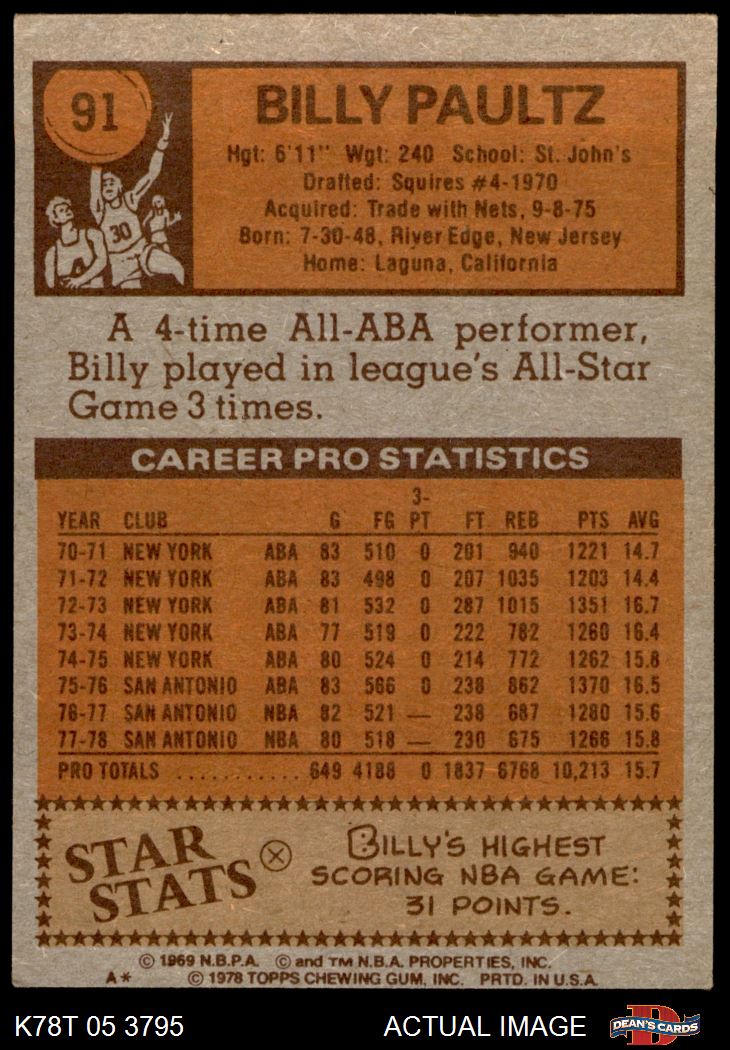 91
BILLY PAULTZ
Hgt: 6'11" Wgt: 240 School: St. John's
Drafted: Squires #4-1970
Acquired: Trade with Nets, 9-8-75
Born: 7-30-48, River Edge, New Jersey
Home: Laguna, California
30
A 4-time All-ABA performer,
Billy played in league's All-Star
Game 3 times.
CAREER PRO STATISTICS
YEAR CLUB G FG 3-PT FT REB PTS AVG
70-71 NEW YORK ABA 83 510 0 201 940 1221 14.7
71-72 NEW YORK ABA 83 498 0 207 1035 1203 14.4
72-73 NEW YORK ABA 81 532 0 287 1015 1351 16.7
73-74 NEW YORK ABA 77 519 0 222 782 1260 16.4
74-75 NEW YORK ABA 80 524 0 214 772 1262 15.8
75-76 SAN ANTONIO ABA 83 566 0 238 862 1370 16.5
76-77 SAN ANTONIO NBA 82 521 — 238 687 1280 15.6
77-78 SAN ANTONIO NBA 80 518 — 230 675 1266 15.8
PRO TOTALS ........... 649 4188 0 1837 6768 10,213 15.7
STAR STATS
BILLY'S HIGHEST
SCORING NBA GAME:
31 POINTS.
© 1969 N.B.P.A. © and TM N.B.A. PROPERTIES, INC.
A* © 1978 TOPPS CHEWING GUM, INC. PRTD. IN U.S.A.
K78T 05 3795 ACTUAL IMAGE D DEAN'S CARDS